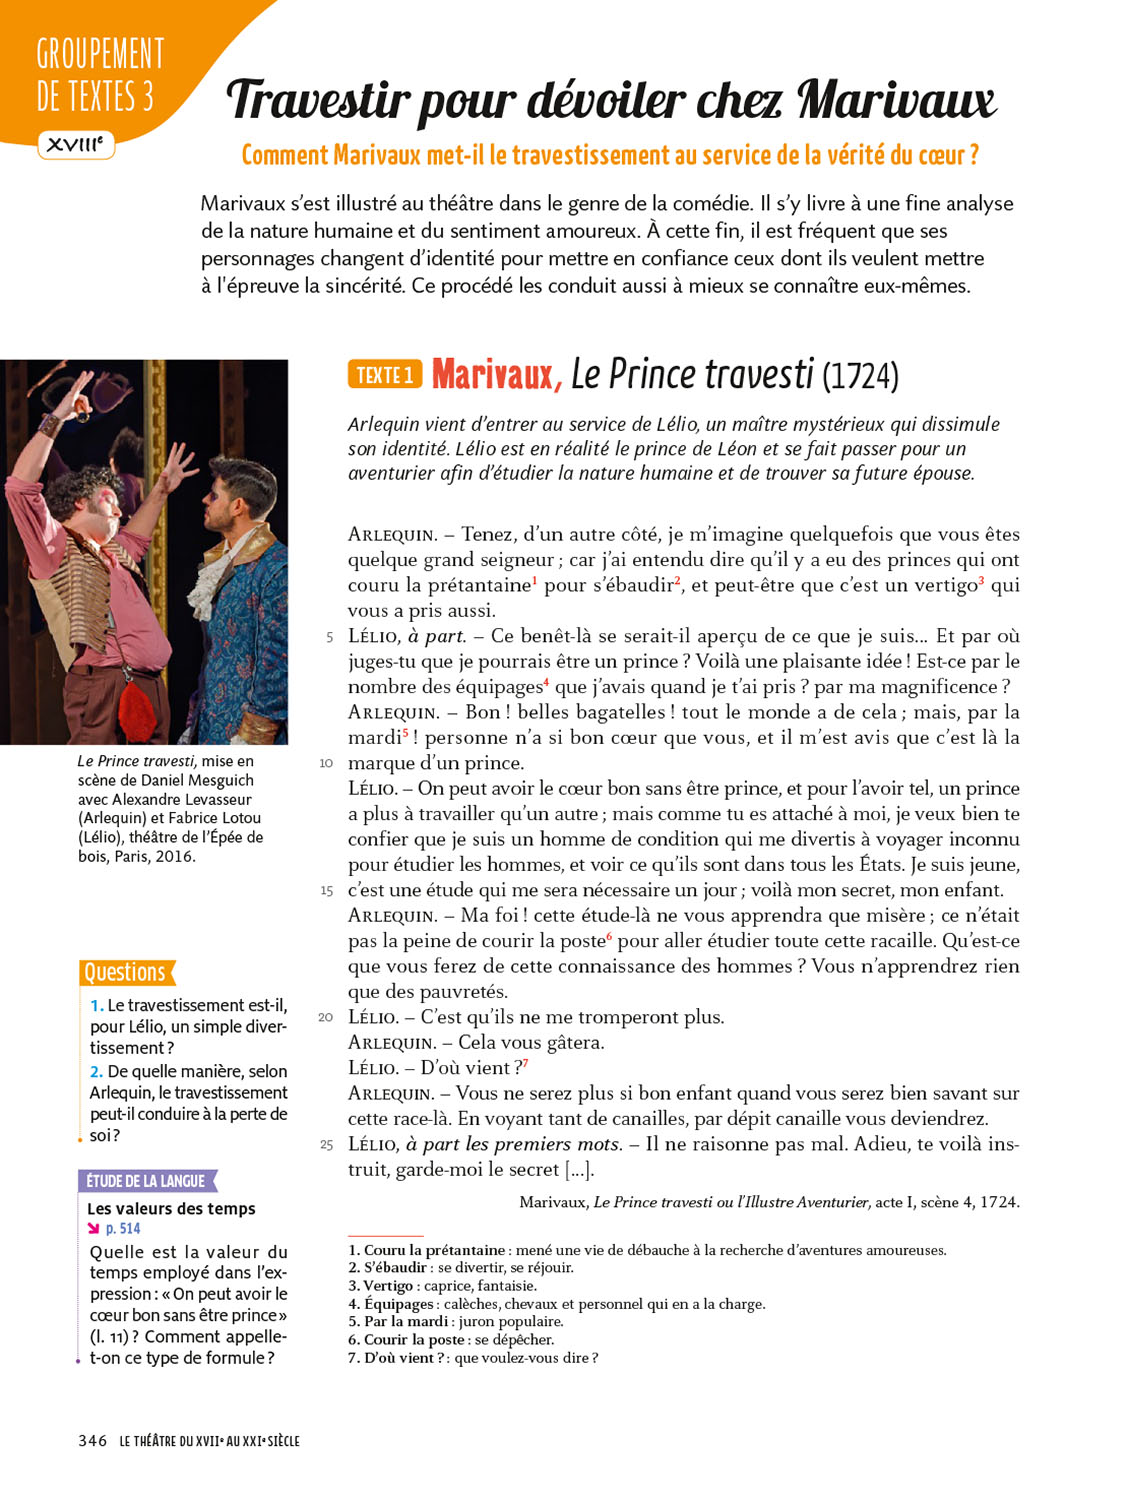 GROUPEMENT
DE TEXTES 3
XVIIIe
Travestir pour dévoiler chez Marivaux
Comment Marivaux met-il le travestissement au service de la vérité du cœur ?
Marivaux s’est illustré au théâtre dans le genre de la comédie. Il s’y livre à une fine analyse
de la nature humaine et du sentiment amoureux. À cette fin, il est fréquent que ses
personnages changent d’identité pour mettre en confiance ceux dont ils veulent mettre
à l'épreuve la sincérité. Ce procédé les conduit aussi à mieux se connaître eux-mêmes.
TEXTE 1 Marivaux, Le Prince travesti (1724)
Arlequin vient d’entrer au service de Lélio, un maître mystérieux qui dissimule
son identité. Lélio est en réalité le prince de Léon et se fait passer pour un
aventurier afin d’étudier la nature humaine et de trouver sa future épouse.
ARLEQUIN. – Tenez, d’un autre côté, je m’imagine quelquefois que vous êtes
quelque grand seigneur ; car j’ai entendu dire qu’il y a eu des princes qui ont
couru la prétantaine1 pour s’ébaudir2, et peut-être que c’est un vertigo3 qui
vous a pris aussi.
5 LÉLIO, à part. – Ce benêt-là se serait-il aperçu de ce que je suis... Et par où
juges-tu que je pourrais être un prince ? Voilà une plaisante idée ! Est-ce par le
nombre des équipages4 que j’avais quand je t’ai pris ? par ma magnificence ?
ARLEQUIN. – Bon ! belles bagatelles ! tout le monde a de cela ; mais, par la
mardi5 ! personne n’a si bon cœur que vous, et il m’est avis que c’est là la
10 marque d’un prince.
LÉLIO. – On peut avoir le cœur bon sans être prince, et pour l’avoir tel, un prince
a plus à travailler qu’un autre ; mais comme tu es attaché à moi, je veux bien te
confier que je suis un homme de condition qui me divertis à voyager inconnu
pour étudier les hommes, et voir ce qu’ils sont dans tous les États. Je suis jeune,
15 c’est une étude qui me sera nécessaire un jour ; voilà mon secret, mon enfant.
ARLEQUIN. – Ma foi ! cette étude-là ne vous apprendra que misère ; ce n’était
pas la peine de courir la poste6 pour aller étudier toute cette racaille. Qu’est-ce
que vous ferez de cette connaissance des hommes ? Vous n’apprendrez rien
que des pauvretés.
20 LÉLIO. – C’est qu’ils ne me tromperont plus.
ARLEQUIN. – Cela vous gâtera.
LÉLIO. – D’où vient ?7
ARLEQUIN. – Vous ne serez plus si bon enfant quand vous serez bien savant sur
cette race-là. En voyant tant de canailles, par dépit canaille vous deviendrez.
25 LÉLIO, à part les premiers mots. – Il ne raisonne pas mal. Adieu, te voilà ins-
truit, garde-moi le secret [...].
Marivaux, Le Prince travesti ou l’Illustre Aventurier, acte I, scène 4, 1724.
1. Couru la prétantaine : mené une vie de débauche à la recherche d’aventures amoureuses.
2. S’ébaudir : se divertir, se réjouir.
3. Vertigo : caprice, fantaisie.
4. Équipages : calèches, chevaux et personnel qui en a la charge.
5. Par la mardi : juron populaire.
6. Courir la poste : se dépêcher.
7. D’où vient ? : que voulez-vous dire ?
Le Prince travesti, mise en
scène de Daniel Mesguich
avec Alexandre Levasseur
(Arlequin) et Fabrice Lotou
(Lélio), théâtre de l’Épée de
bois, Paris, 2016.
Questions
1. Le travestissement est-il,
pour Lélio, un simple diver-
tissement ?
2. De quelle manière, selon
Arlequin, le travestissement
peut-il conduire à la perte de
soi ?
ÉTUDE DE LA LANGUE
Les valeurs des temps
p. 514
Quelle est la valeur du
temps employé dans l’ex-
pression : « On peut avoir le
cœur bon sans être prince »
(l. 11) ? Comment appelle-
t-on ce type de formule ?
346 LE THÉÂTRE DU XVIIe AU XXIe SIÈCLE